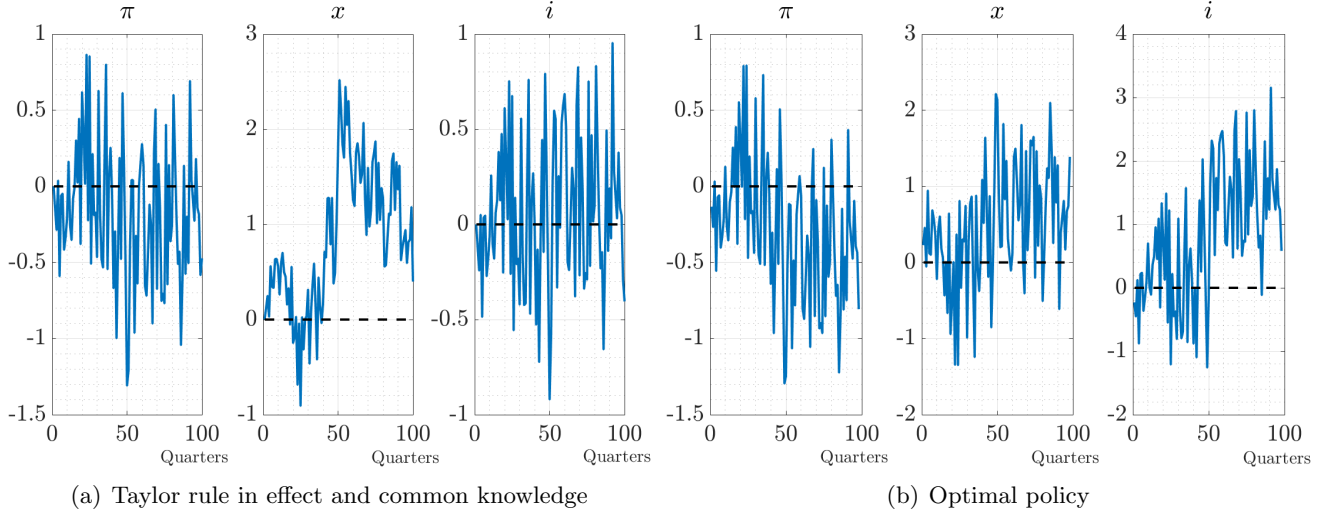 π x i π x i
1 3 1 1 3 4
0.5 2 0.5 0.5 2 3
0 1 0 0 1 2
-0.5 0 -0.5 -0.5 0 1
-1 -1 -1 -1 -1 0
-1.5 -1.5 -2 -1
-2
0 50 100 0 50 100 0 50 100 0 50 100 0 50 100 0 50 100
Quarters Quarters Quarters Quarters Quarters Quarters
(a) Taylor rule in effect and common knowledge (b) Optimal policy